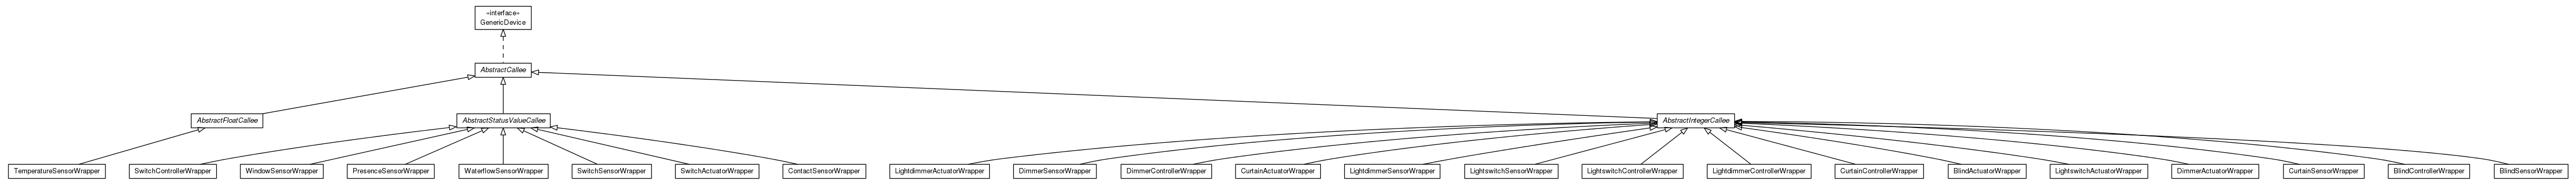 «interface»
GenericDevice
AbstractCallee
AbstractFloatCallee
AbstractStatusValueCallee
AbstractIntegerCallee
TemperatureSensorWrapper
SwitchControllerWrapper
WindowSensorWrapper
PresenceSensorWrapper
WaterflowSensorWrapper
SwitchSensorWrapper
SwitchActuatorWrapper
ContactSensorWrapper
LightdimmerActuatorWrapper
DimmerSensorWrapper
DimmerControllerWrapper
CurtainActuatorWrapper
LightdimmerSensorWrapper
LightswitchSensorWrapper
LightswitchControllerWrapper
LightdimmerControllerWrapper
CurtainControllerWrapper
BlindActuatorWrapper
LightswitchActuatorWrapper
DimmerActuatorWrapper
CurtainSensorWrapper
BlindControllerWrapper
BlindSensorWrapper